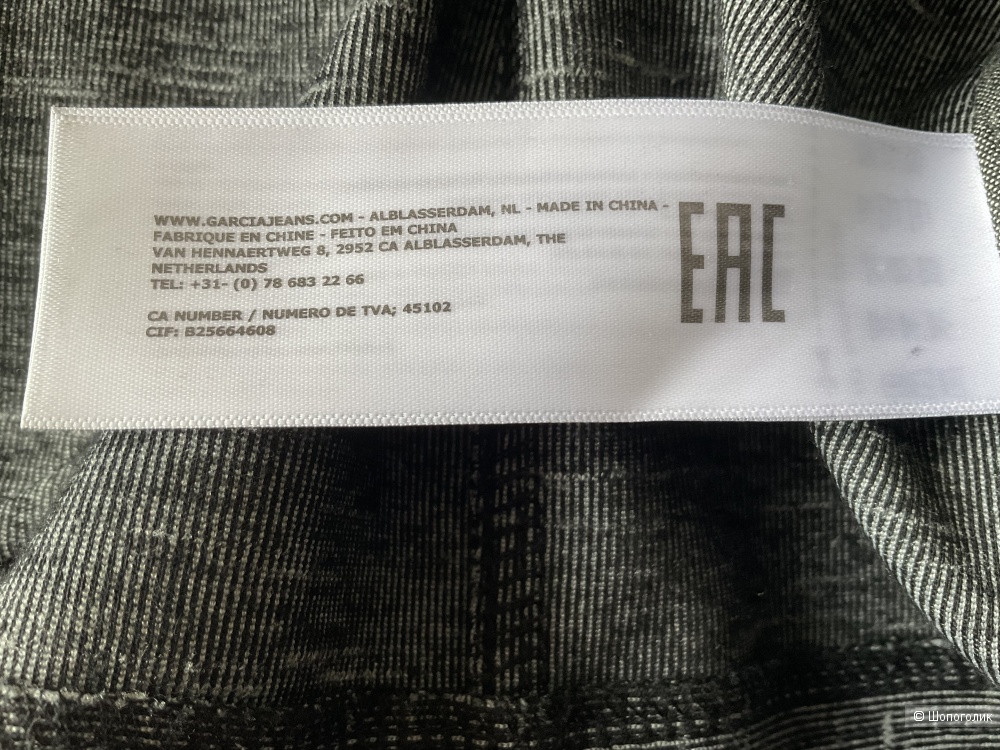 WWW.GARCIAJEANS.COM - ALBLASSERDAM, NL - MADE IN CHINA -
FABRIQUE EN CHINE - FEITO EM CHINA
VAN HENNAERTWEG 8, 2952 CA ALBLASSERDAM, THE
NETHERLANDS
TEL: +31- (0) 78 683 22 66
CA NUMBER / NUMERO DE TVA; 45102
CIF: B25664608
EAC
© Шопоголик